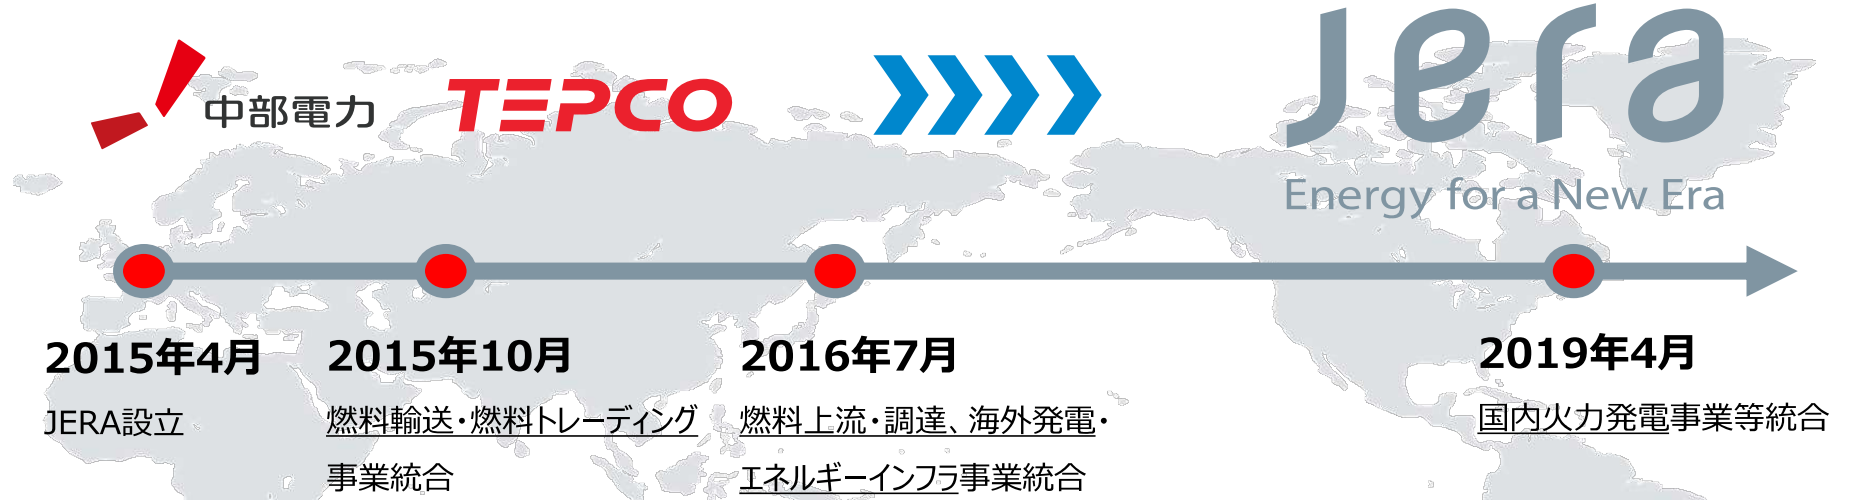 中部電力
TEPCO
jera
Energy for a New Era
2015年4月
JERA設立
2015年10月
燃料輸送・燃料トレーディング
事業統合
2016年7月
燃料上流・調達、海外発電・
エネルギーインフラ事業統合
2019年4月
国内火力発電事業等統合